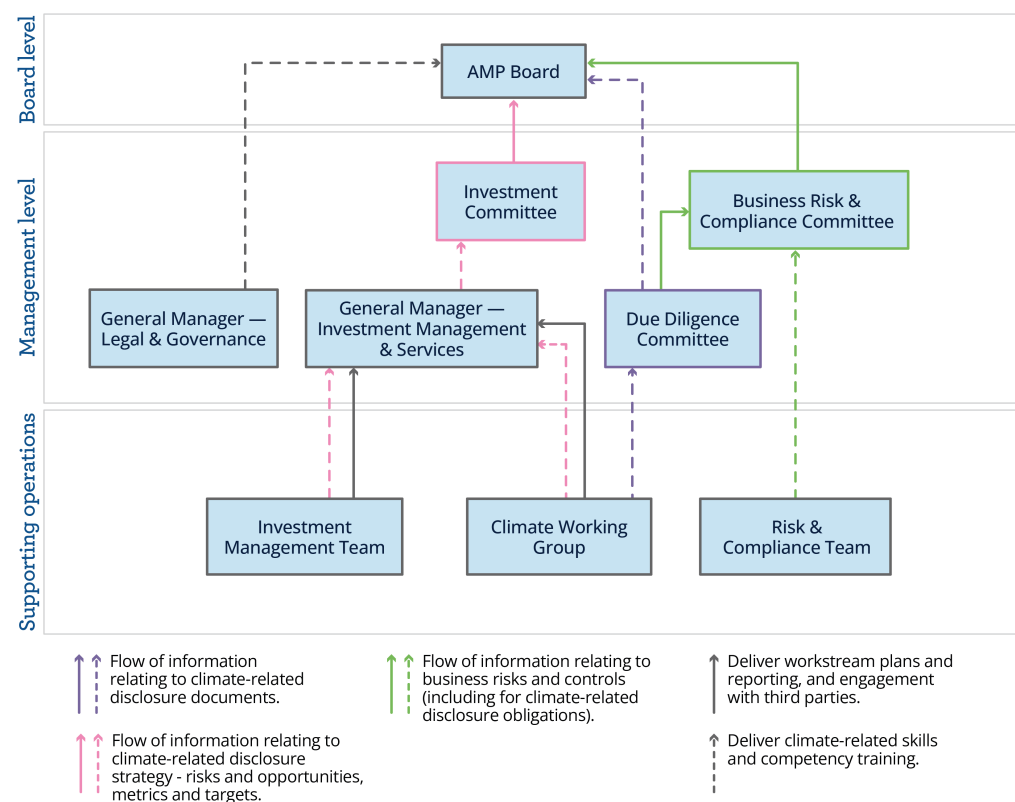 Board level
AMP Board
Management level
Investment
Committee
Business Risk &
Compliance Committee
General Manager —
Legal & Governance
General Manager —
Investment Management
& Services
Due Diligence
Committee
Supporting operations
Investment
Management Team
Climate Working
Group
Risk &
Compliance Team
Flow of information
relating to climate-related
disclosure documents.
Flow of information relating to
business risks and controls
(including for climate-related
disclosure obligations).
Deliver workstream plans and
reporting, and engagement
with third parties.
Flow of information relating to
climate-related disclosure
strategy - risks and opportunities,
metrics and targets.
Deliver climate-related skills
and competency training.